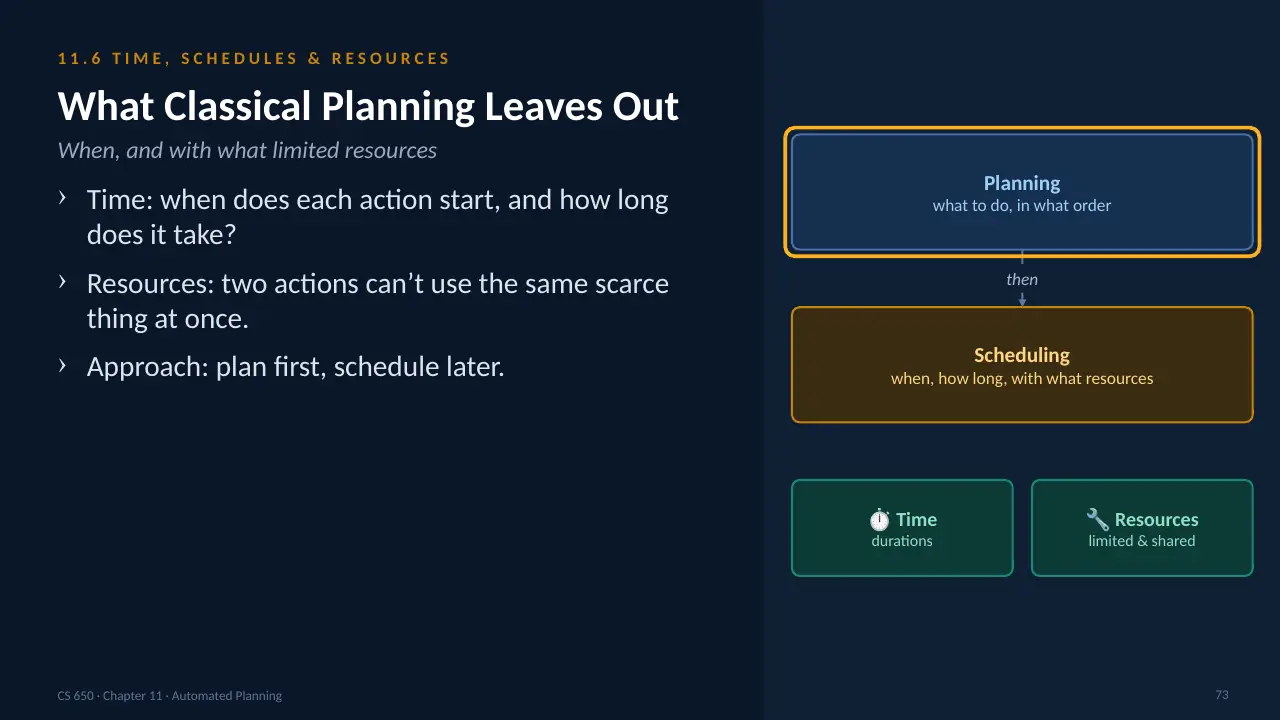 11.6 TIME, SCHEDULES & RESOURCES
What Classical Planning Leaves Out
When, and with what limited resources
› Time: when does each action start, and how long
does it take?
› Resources: two actions can’t use the same scarce
thing at once.
› Approach: plan first, schedule later.
Planning
what to do, in what order
then
Scheduling
when, how long, with what resources
⏱️ Time
durations
🔧 Resources
limited & shared
CS 650 · Chapter 11 · Automated Planning
73